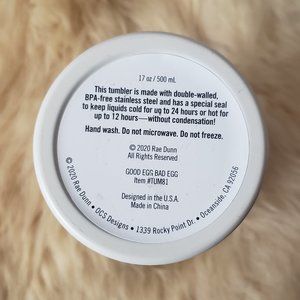 17 oz / 500 mL
This tumbler is made with double-walled,
BPA-free stainless steel and has a special seal
to keep liquids cold for up to 24 hours or hot for
up to 12 hours—without condensation!
Hand wash. Do not microwave. Do not freeze.
© 2020 Rae Dunn
All Rights Reserved
GOOD EGG BAD EGG
Item #TUM81
Designed in the U.S.A.
Made in China
© 2020 Rae Dunn • DCS Designs • 1339 Rocky Point Dr. • Oceanside, CA 92056